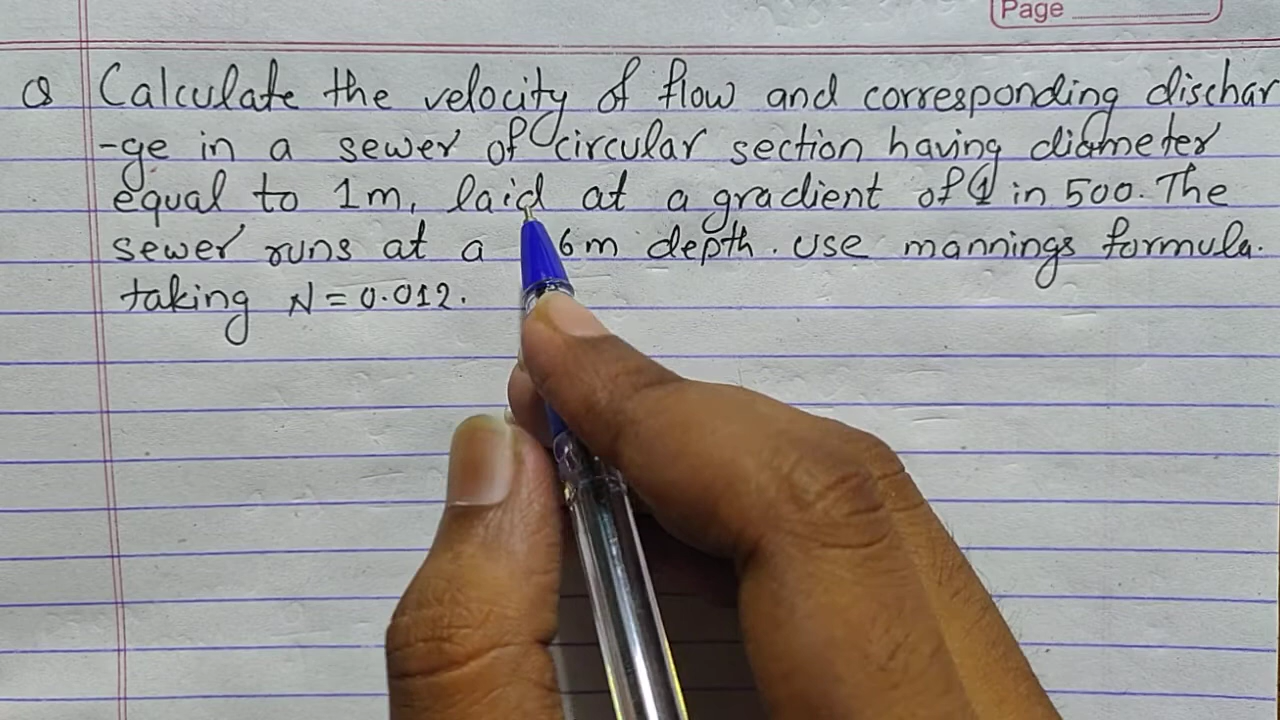 Page
Q Calculate the velocity of flow and corresponding dischar
-ge in a sewer of circular section having diameter
equal to 1m, laid at a gradient of 1 in 500. The
sewer runs at a 6m depth. Use mannings formula.
taking N = 0.012.